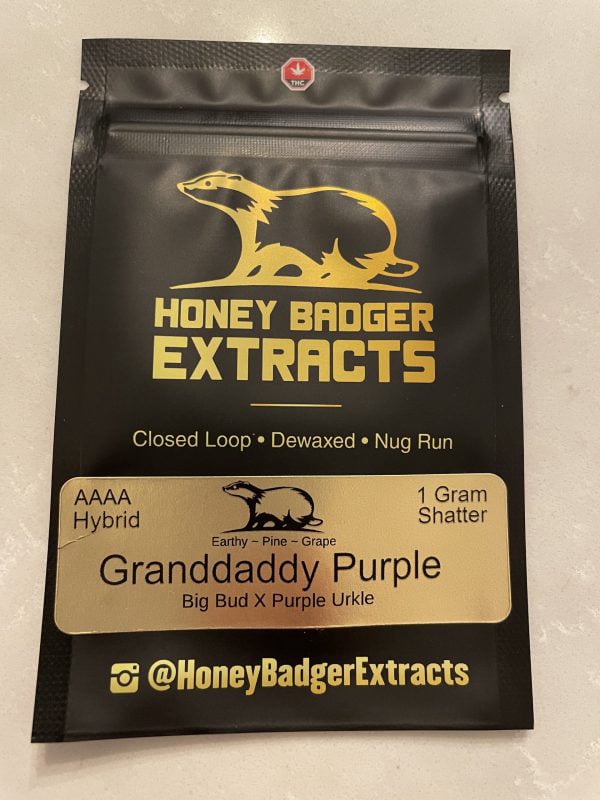 THC
HONEY BADGER
EXTRACTS
Closed Loop • Dewaxed • Nug Run
AAAA
Hybrid
1 Gram
Shatter
Earthy ~ Pine ~ Grape
Granddaddy Purple
Big Bud X Purple Urkle
@HoneyBadgerExtracts